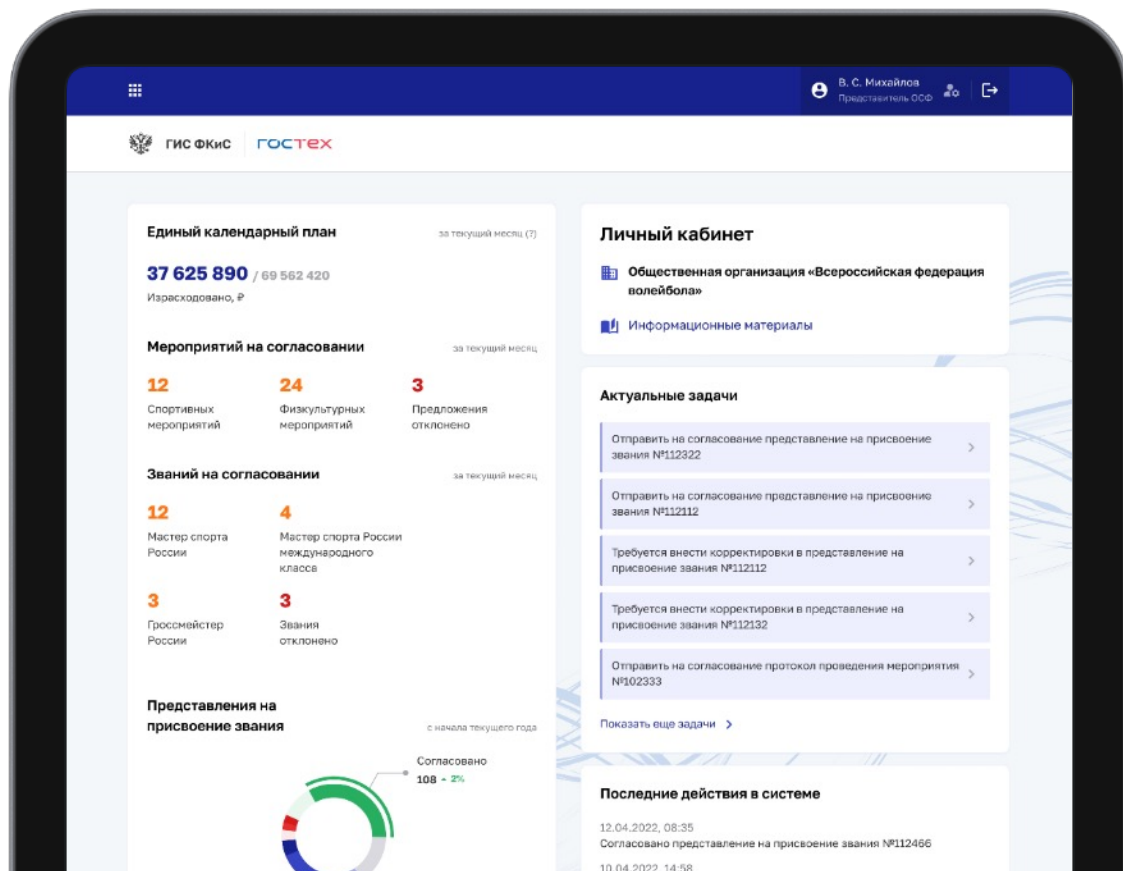 В. С. Михайлов
Представитель ОСФ
ГИС ФКиС
гостех
Единый календарный план
за текущий месяц (?)
37 625 890 / 69 562 420
Израсходовано, ₽
Мероприятий на согласовании
за текущий месяц
12
24
3
Спортивных
мероприятий
Физкультурных
мероприятий
Предложения
отклонено
Званий на согласовании
за текущий месяц
12
4
Мастер спорта
России
Мастер спорта России
международного
класса
3
3
Гроссмейстер
России
Звания
отклонено
Представления на
присвоение звания
с начала текущего года
Согласовано
108 2%
Личный кабинет
Общественная организация «Всероссийская федерация
волейбола»
Информационные материалы
Актуальные задачи
Отправить на согласование представление на присвоение
звания №112322
Отправить на согласование представление на присвоение
звания №112112
Требуется внести корректировки в представление на
присвоение звания №112112
Требуется внести корректировки в представление на
присвоение звания №112132
Отправить на согласование протокол проведения мероприятия
№102333
Показать еще задачи
Последние действия в системе
12.04.2022, 08:35
Согласовано представление на присвоение звания №112466
10.04.2022, 14:58